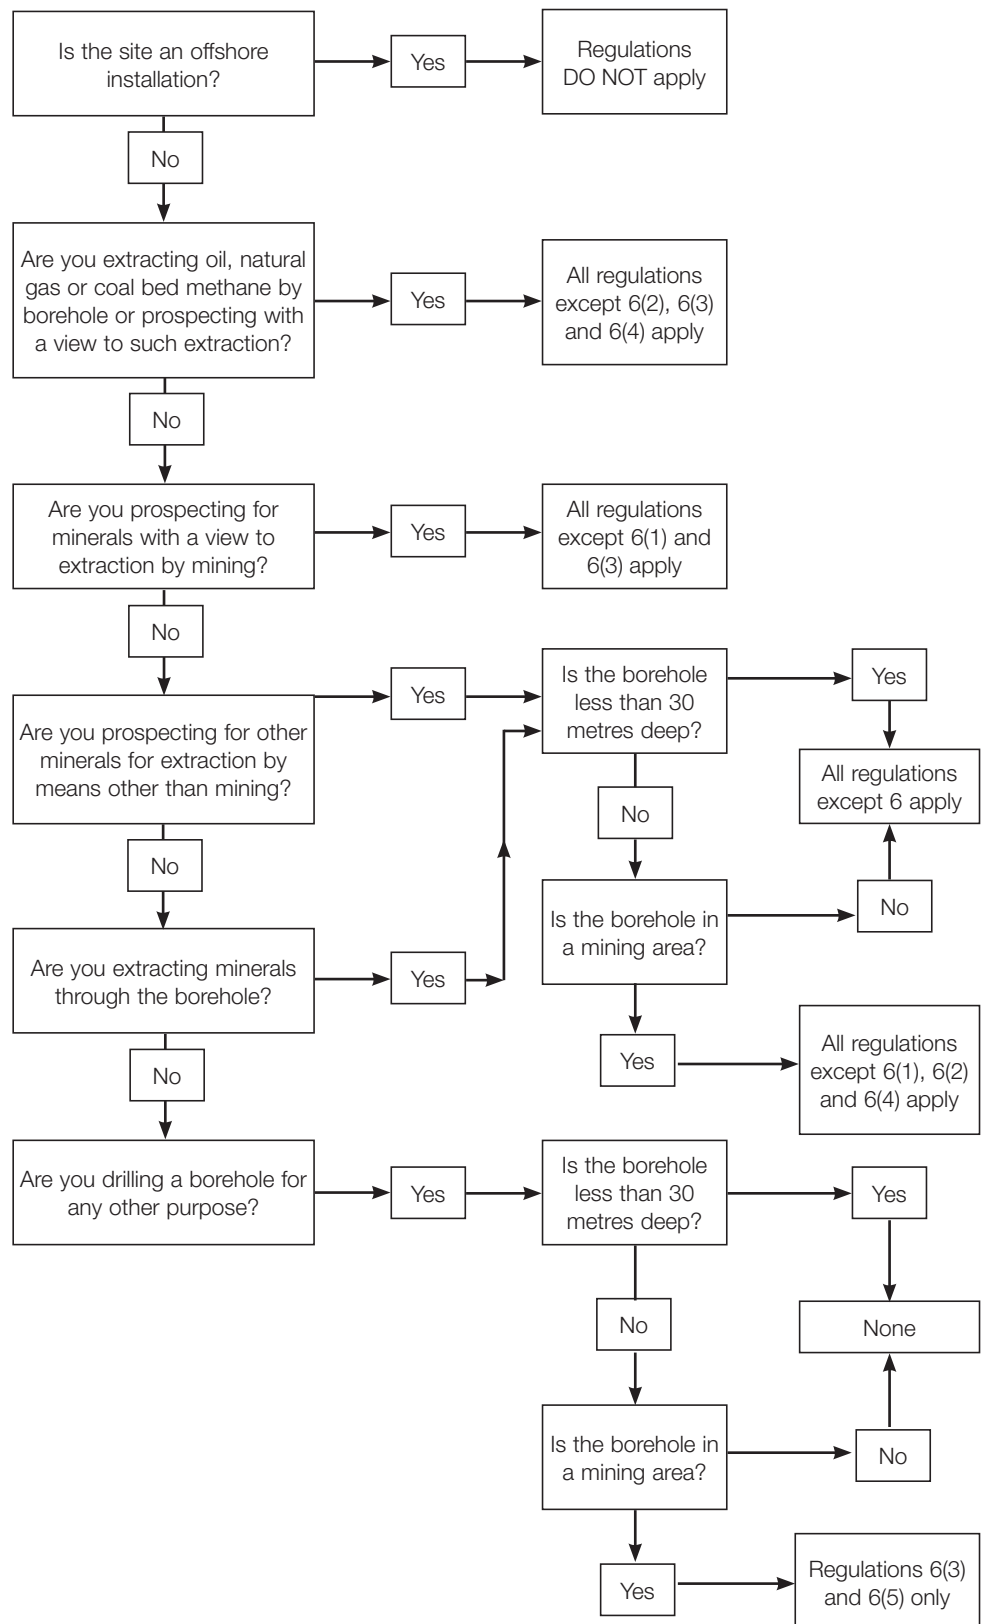 Is the site an offshore
installation?
Yes
Regulations
DO NOT apply
No
Are you extracting oil, natural
gas or coal bed methane by
borehole or prospecting with
a view to such extraction?
Yes
All regulations
except 6(2), 6(3)
and 6(4) apply
No
Are you prospecting for
minerals with a view to
extraction by mining?
Yes
All regulations
except 6(1) and
6(3) apply
No
Are you prospecting for other
minerals for extraction by
means other than mining?
Yes
Is the borehole
less than 30
metres deep?
Yes
All regulations
except 6 apply
No
No
Is the borehole in
a mining area?
No
Are you extracting minerals
through the borehole?
Yes
Yes
All regulations
except 6(1), 6(2)
and 6(4) apply
No
Are you drilling a borehole for
any other purpose?
Yes
Is the borehole
less than 30
metres deep?
Yes
None
No
Is the borehole in
a mining area?
No
Yes
Regulations 6(3)
and 6(5) only